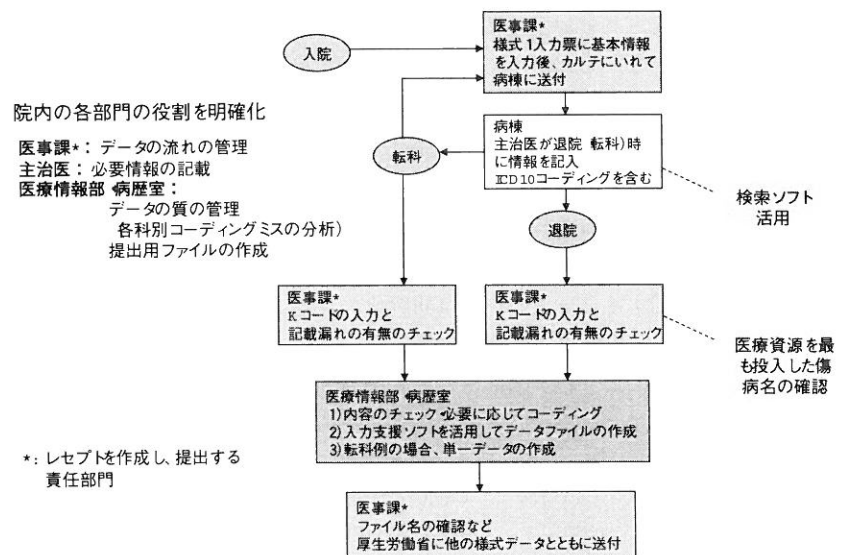 入院
医事課*
様式1入力票に基本情報
を入力後、カルテにいれて
病棟に送付
院内の各部門の役割を明確化
医事課*：データの流れの管理
主治医：必要情報の記載
医療情報部・病歴室：
データの質の管理
各科別コーディングミスの分析）
提出用ファイルの作成
転科
病棟
主治医が退院 転科）時
に情報を記入
ICD10コーディングを含む
検索ソフト
活用
退院
医事課*
Kコードの入力と
記載漏れの有無のチェック
医事課*
Kコードの入力と
記載漏れの有無のチェック
医療資源を最
も投入した傷
病名の確認
医療情報部・病歴室
1)内容のチェック・必要に応じてコーディング
2)入力支援ソフトを活用してデータファイルの作成
3)転科例の場合、単一データの作成
*：レセプトを作成し、提出する
責任部門
医事課*
ファイル名の確認など
厚生労働省に他の様式データとともに送付